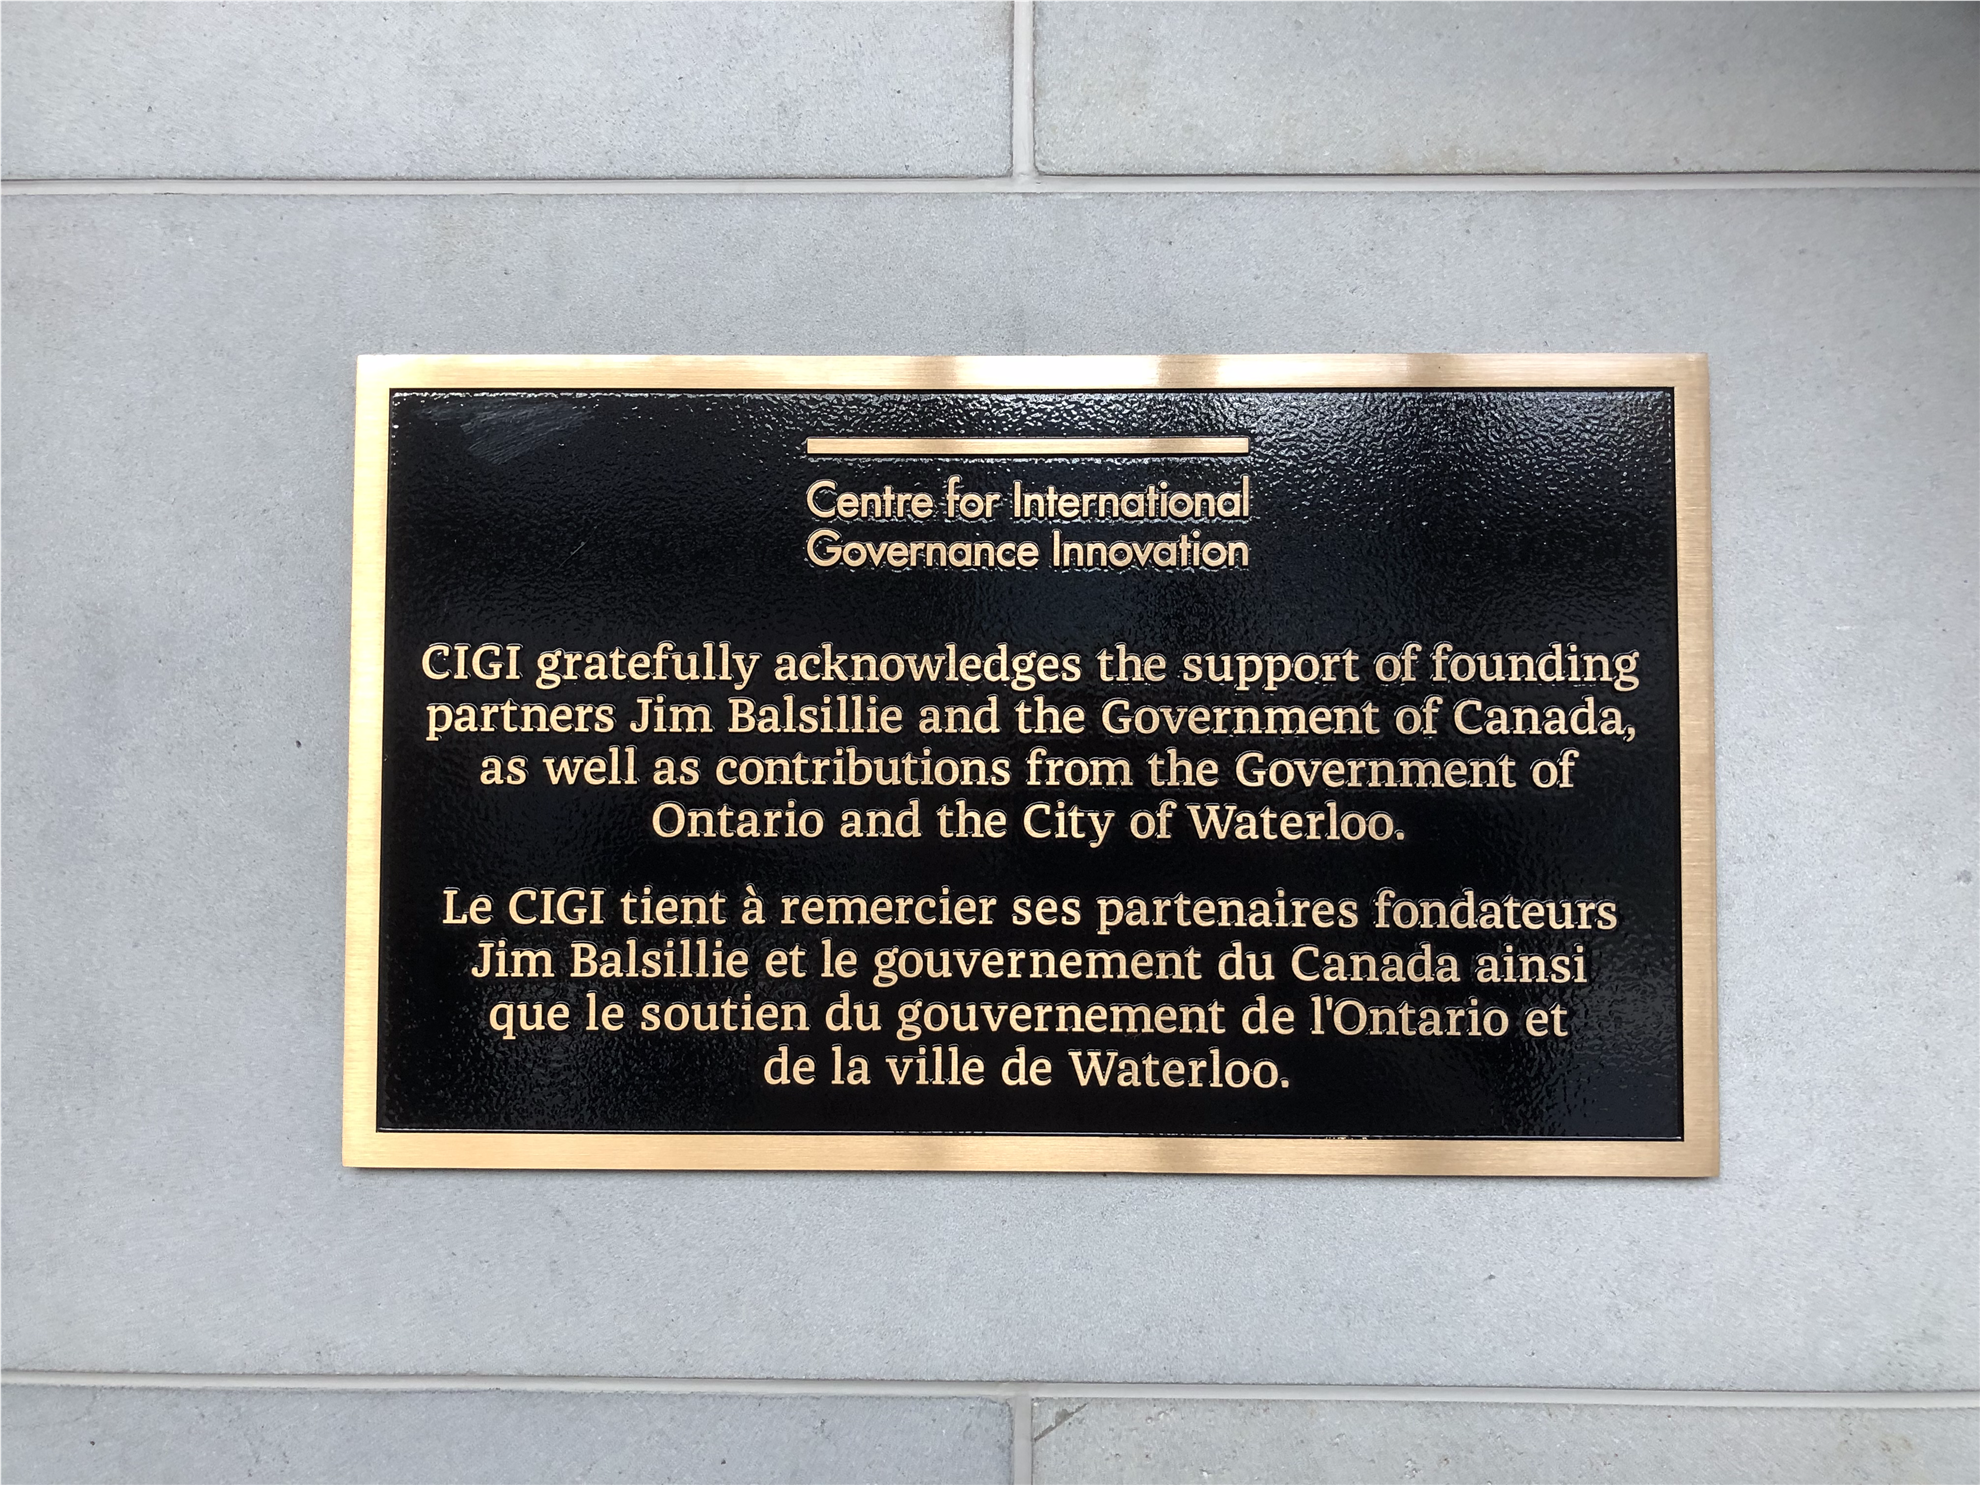 Centre for International
Governance Innovation
CIGI gratefully acknowledges the support of founding
partners Jim Balsillie and the Government of Canada,
as well as contributions from the Government of
Ontario and the City of Waterloo.
Le CIGI tient à remercier ses partenaires fondateurs
Jim Balsillie et le gouvernement du Canada ainsi
que le soutien du gouvernement de l'Ontario et
de la ville de Waterloo.